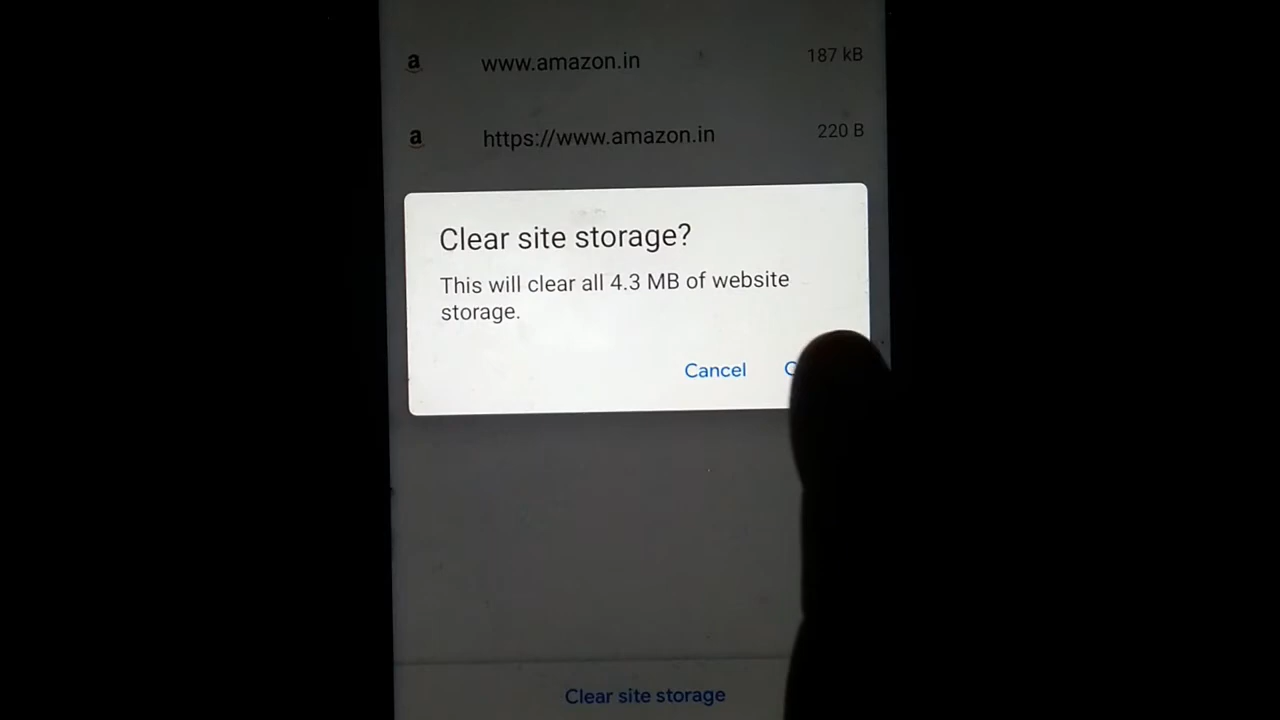 www.amazon.in 187 kB
https://www.amazon.in 220 B
Clear site storage?
This will clear all 4.3 MB of website
storage.
Cancel
Clear site storage